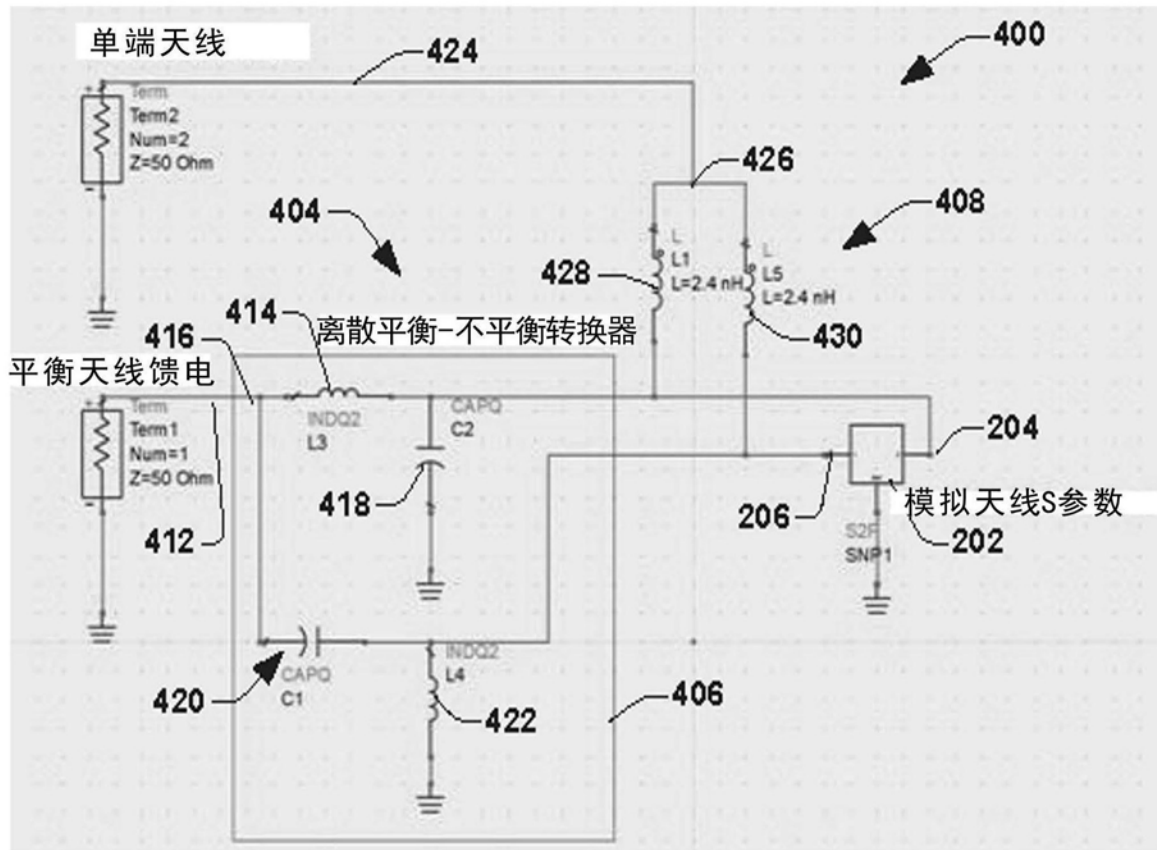 单端天线
424
400
Term
Term2
Num=2
Z=50 Ohm
426
404
408
L
L1
L=2.4 nH
L
L5
L=2.4 nH
428
430
414
离散平衡-不平衡转换器
416
平衡天线馈电
Term
Term1
Num=1
Z=50 Ohm
INDQ2
L3
CAPQ
C2
204
418
206
模拟天线S参数
202
412
S2P
SNP1
CAPQ
C1
420
INDQ2
L4
422
406